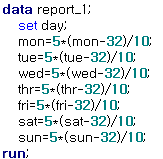 data report_1;
set day;
mon=5*(mon-32)/10;
tue=5*(tue-32)/10;
wed=5*(wed-32)/10;
thr=5*(thr-32)/10;
fri=5*(fri-32)/10;
sat=5*(sat-32)/10;
sun=5*(sun-32)/10;
run;